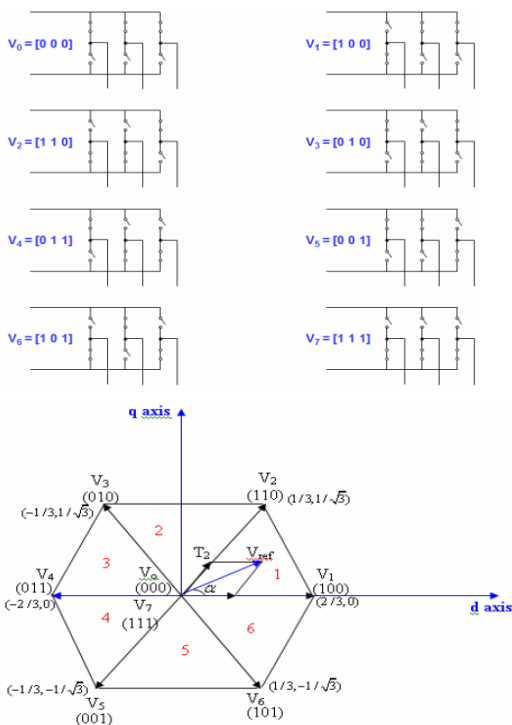 V₀ = [0 0 0]
V₁ = [1 0 0]
V₂ = [1 1 0]
V₃ = [0 1 0]
V₄ = [0 1 1]
V₅ = [0 0 1]
V₆ = [1 0 1]
V₇ = [1 1 1]
q axis
V₃
(010)
(-1/3,1/√3)
V₂
(110) (1/3,1/√3)
2
T₂
Vref
1
3
V₄
(011)
(-2/3,0)
V₀
(000)
α
V₁
(100)
(2/3,0)
d axis
4
V₇
(111)
6
5
(-1/3,-1/√3)
V₅
(001)
(1/3,-1/√3)
V₆
(101)